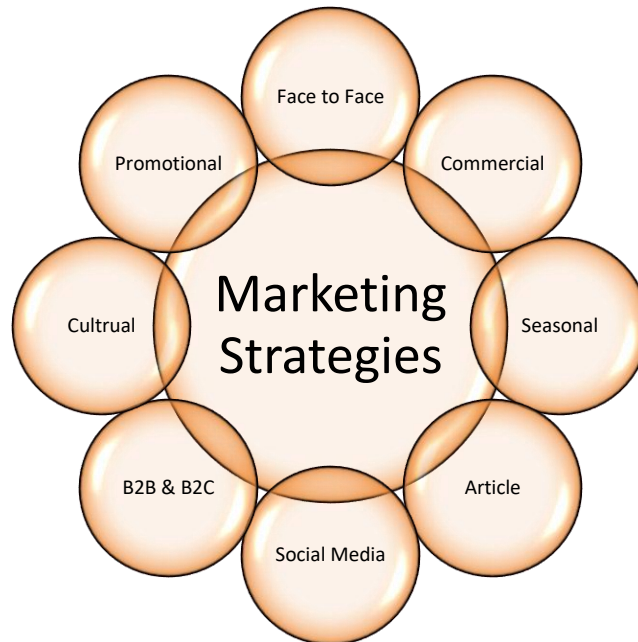 Face to Face
Commercial
Seasonal
Article
Social Media
B2B & B2C
Cultrual
Promotional
Marketing
Strategies